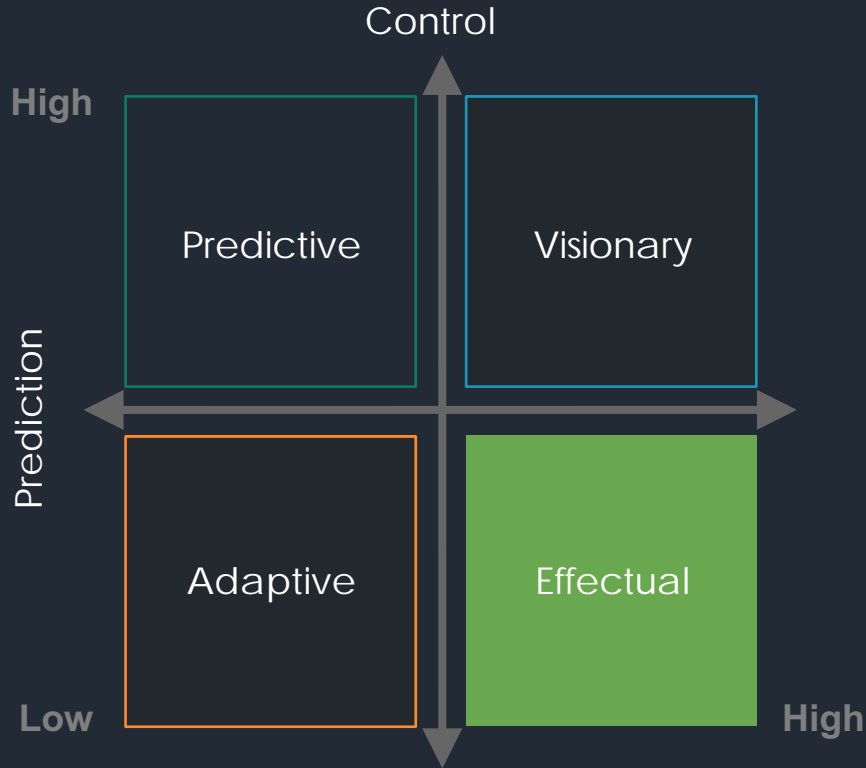 Control
High
Predictive
Visionary
Prediction
Adaptive
Effectual
Low
High